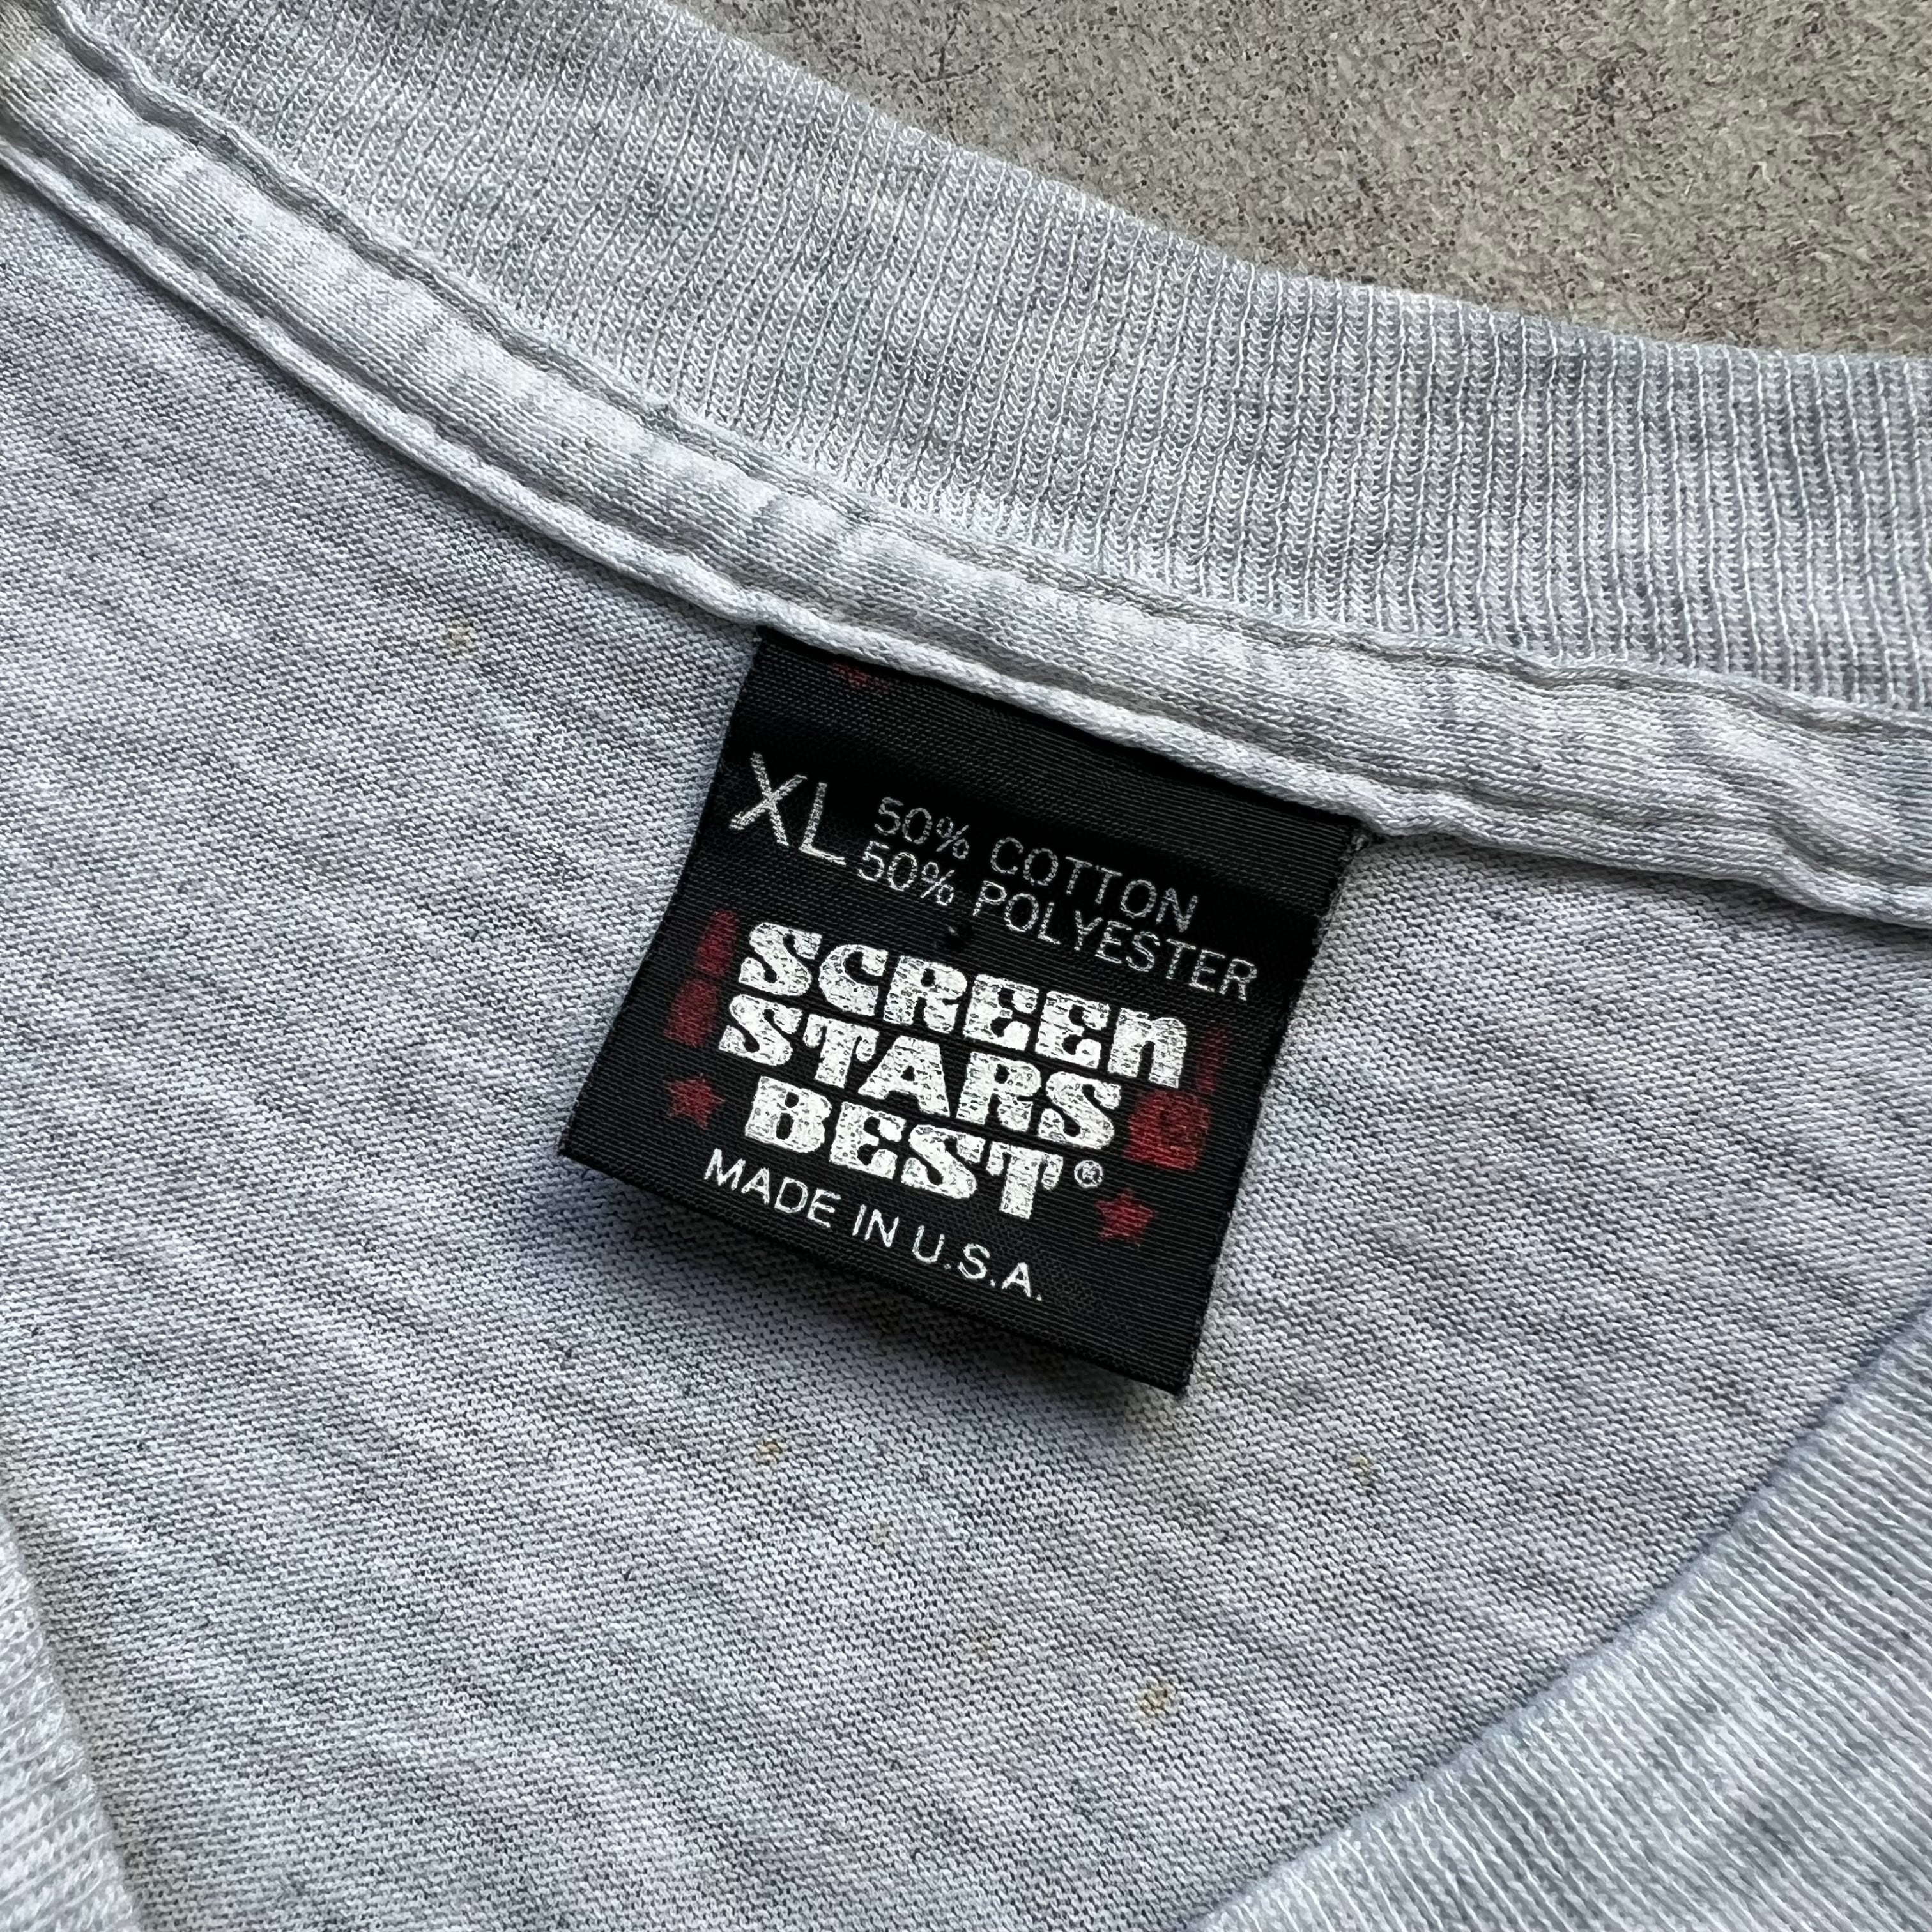 XL 50% COTTON
50% POLYESTER
SCREEN
STARS
BEST®
MADE IN U.S.A.